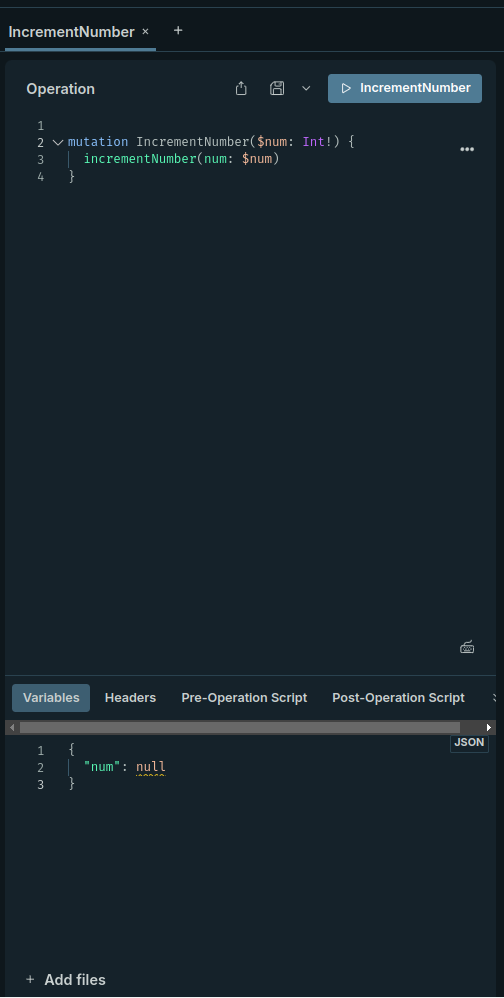 IncrementNumber × +
Operation
IncrementNumber
1
2 mutation IncrementNumber($num: Int!) {
3 incrementNumber(num: $num)
4 }
Variables Headers Pre-Operation Script Post-Operation Script
JSON
1 {
2 "num": null
3 }
+ Add files